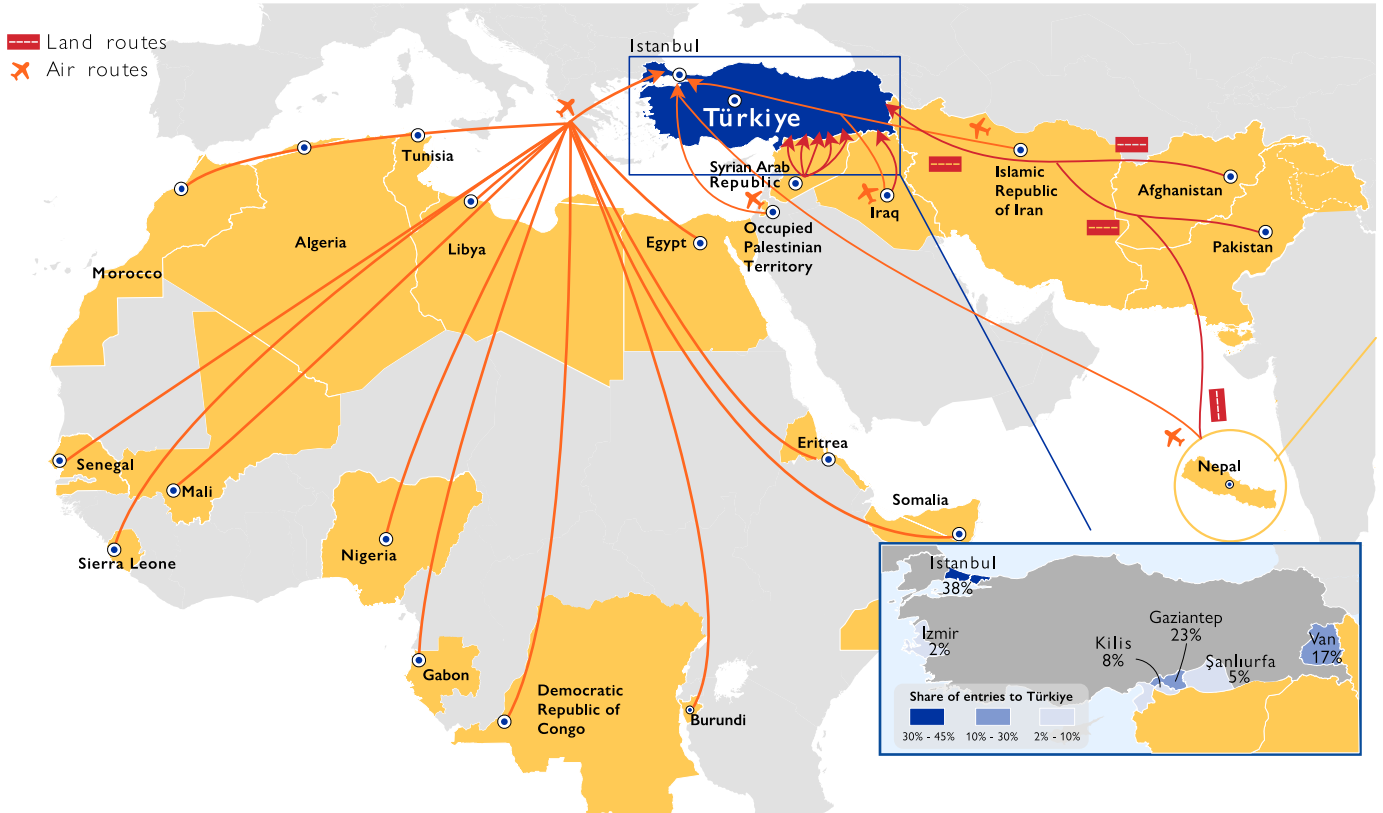 Land routes
Air routes
Istanbul
Türkiye
Tunisia
Syrian Arab
Republic
Iraq
Islamic
Republic
of Iran
Afghanistan
Pakistan
Occupied
Palestinian
Territory
Algeria
Libya
Egypt
Morocco
Senegal
Mali
Sierra Leone
Nigeria
Gabon
Democratic
Republic of
Congo
Burundi
Eritrea
Somalia
Nepal
Istanbul
38%
Izmir
2%
Gaziantep
23%
Kilis
8%
Şanlıurfa
5%
Van
17%
Share of entries to Türkiye
30% - 45%
10% - 30%
2% - 10%